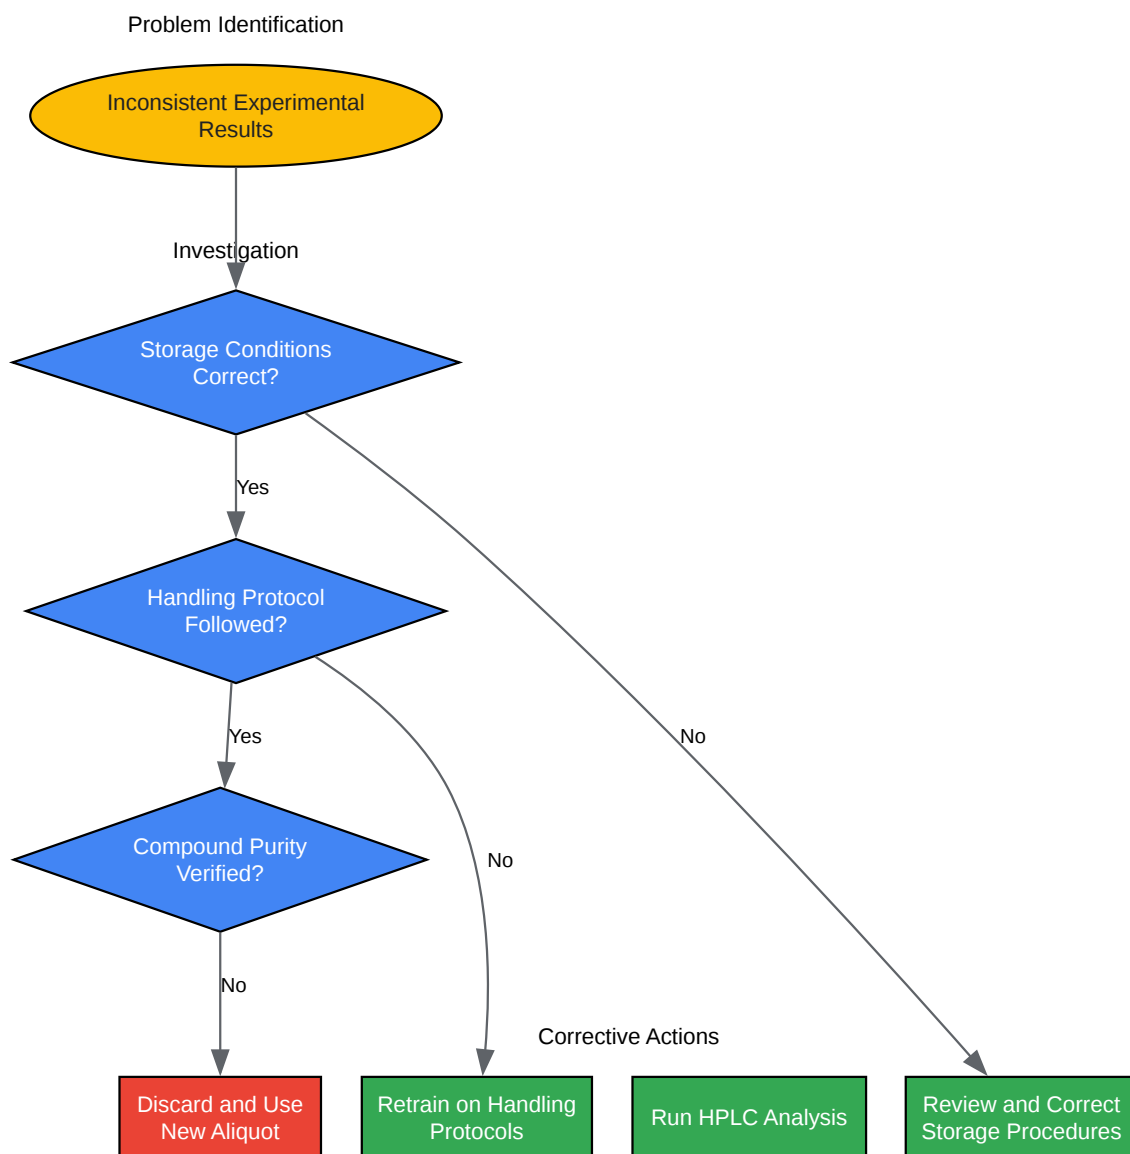 Problem Identification
Inconsistent Experimental
Results
Investigation
Storage Conditions
Correct?
Yes
Handling Protocol
Followed?
Yes
No
Compound Purity
Verified?
No
No
Corrective Actions
Discard and Use
New Aliquot
Retrain on Handling
Protocols
Run HPLC Analysis
Review and Correct
Storage Procedures